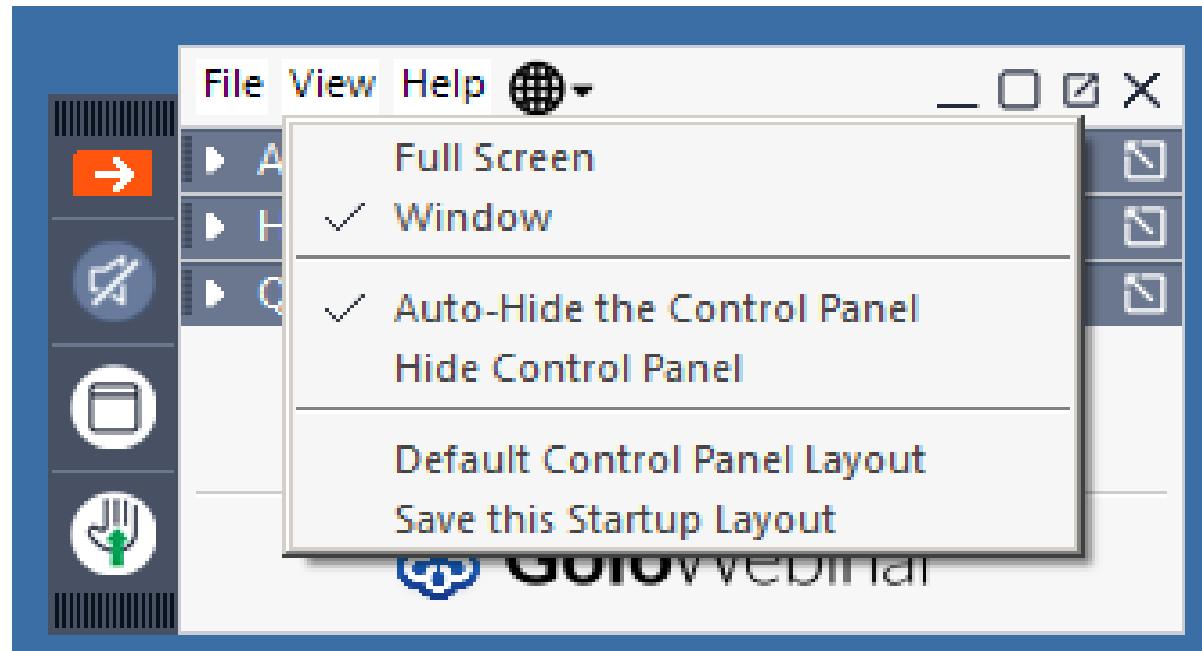 File View Help
A
Full Screen
H
Window
Q
Auto-Hide the Control Panel
Hide Control Panel
Default Control Panel Layout
Save this Startup Layout
GoToWebinar